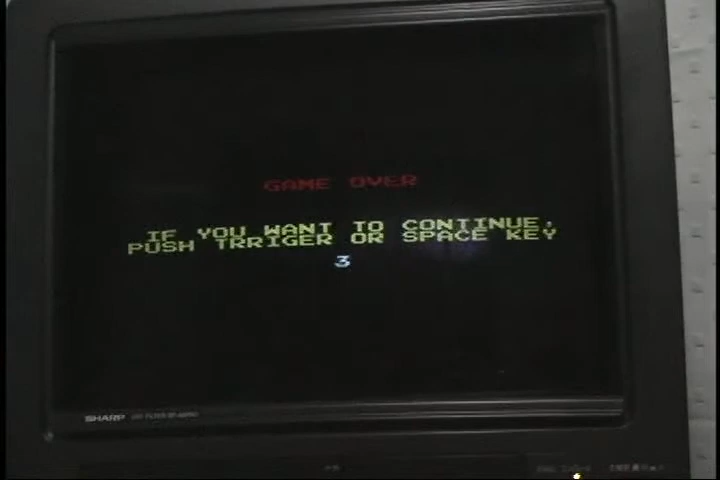 GAME OVER
IF YOU WANT TO CONTINUE,
PUSH TRRIGER OR SPACE KEY
3
SHARP